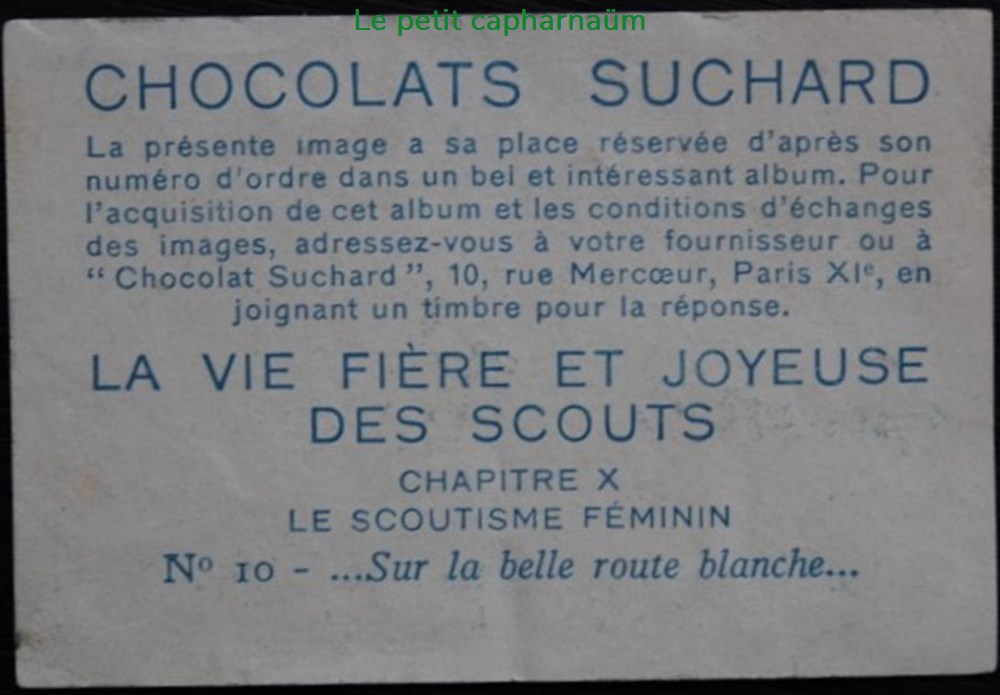 Le petit capharnaüm
CHOCOLATS SUCHARD
La présente image a sa place réservée d'après son
numéro d'ordre dans un bel et intéressant album. Pour
l'acquisition de cet album et les conditions d'échanges
des images, adressez-vous à votre fournisseur ou à
“ Chocolat Suchard ”, 10, rue Mercœur, Paris XIᵉ, en
joignant un timbre pour la réponse.
LA VIE FIÈRE ET JOYEUSE
DES SCOUTS
CHAPITRE X
LE SCOUTISME FÉMININ
Nº 10 - ...Sur la belle route blanche...